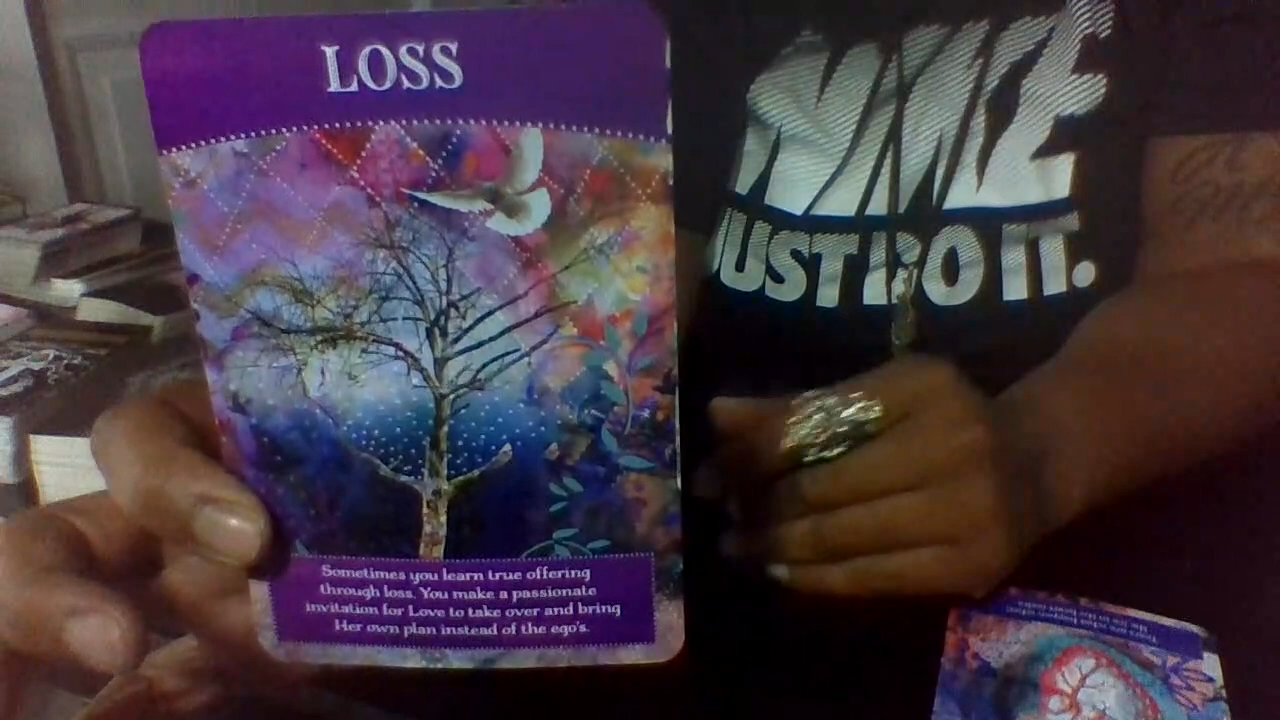 LOSS
Sometimes you learn true offering
through loss. You make a passionate
invitation for Love to take over and bring
Her own plan instead of the ego's.
NIKE
JUST DO IT.